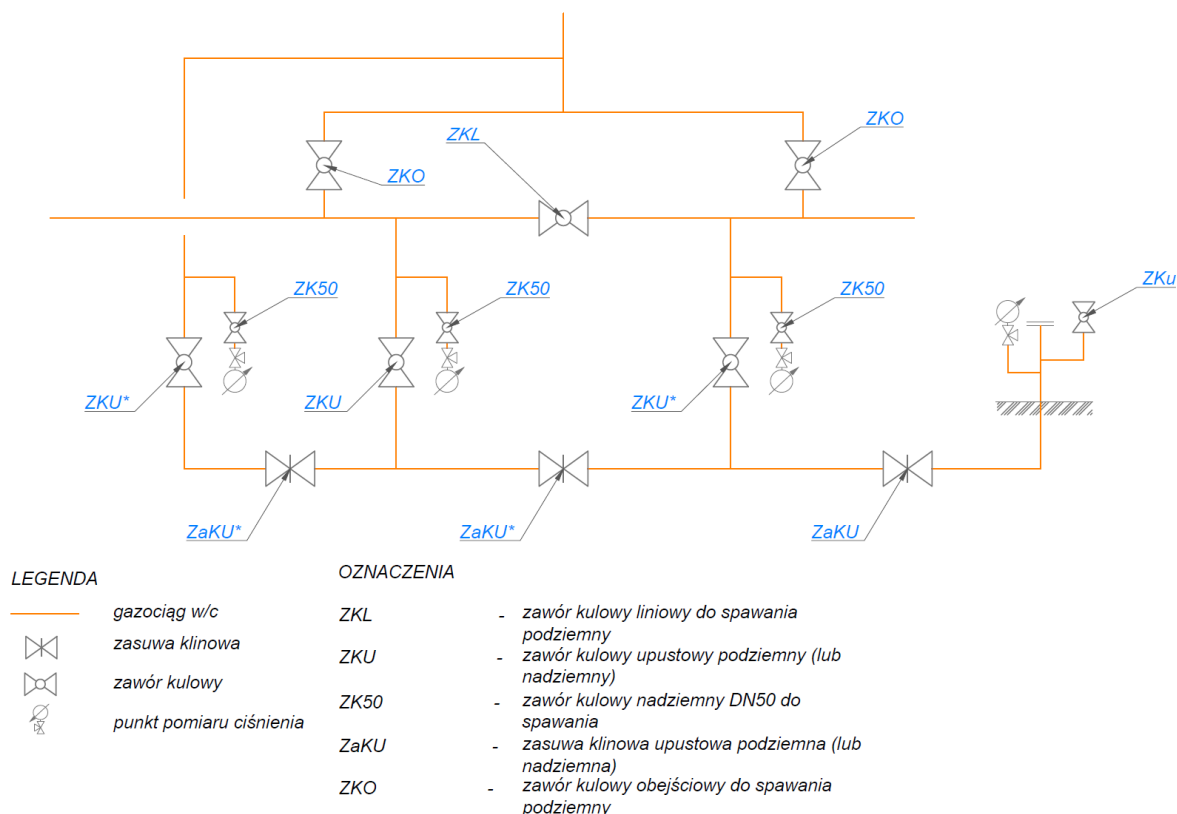 ZKO
ZKL
ZKO
ZK50
ZK50
ZK50
ZKu
ZKU*
ZKU
ZKU*
ZaKU*
ZaKU*
ZaKU
LEGENDA
gazociąg w/c
zasuwa klinowa
zawór kulowy
punkt pomiaru ciśnienia
OZNACZENIA
ZKL - zawór kulowy liniowy do spawania
podziemny
ZKU - zawór kulowy upustowy podziemny (lub
nadziemny)
ZK50 - zawór kulowy nadziemny DN50 do
spawania
ZaKU - zasuwa klinowa upustowa podziemna (lub
nadziemna)
ZKO - zawór kulowy obejściowy do spawania
podziemny